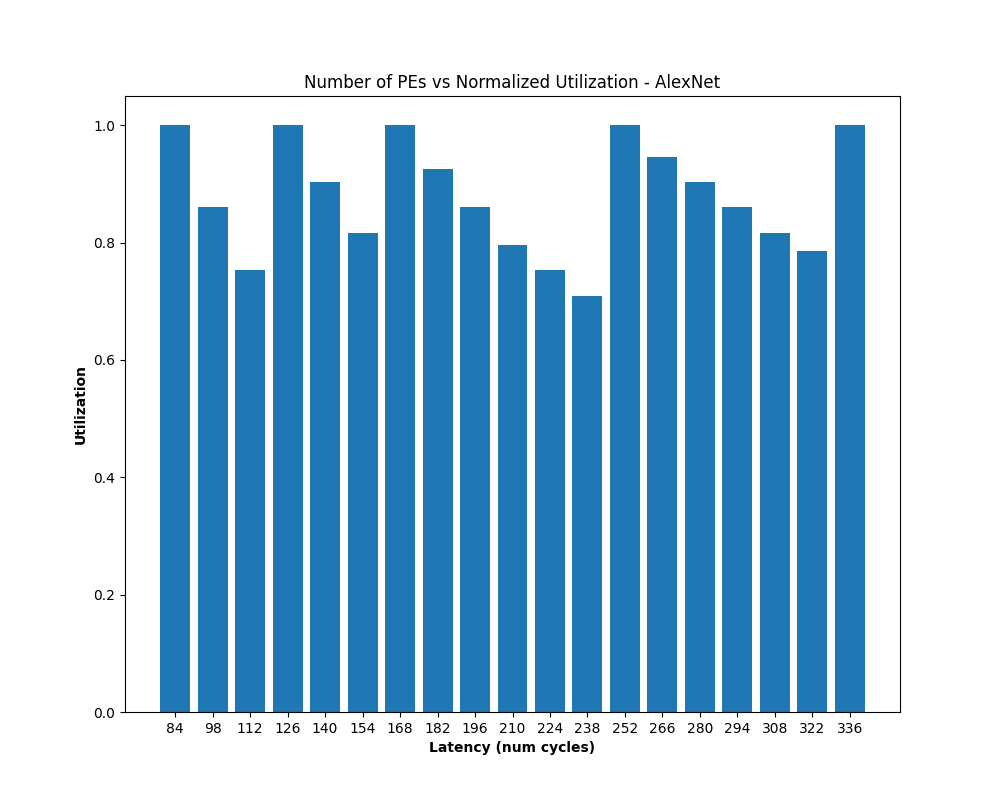 Number of PEs vs Normalized Utilization - AlexNet
1.0
0.8
0.6
0.4
0.2
0.0
Utilization
84 98 112 126 140 154 168 182 196 210 224 238 252 266 280 294 308 322 336
Latency (num cycles)